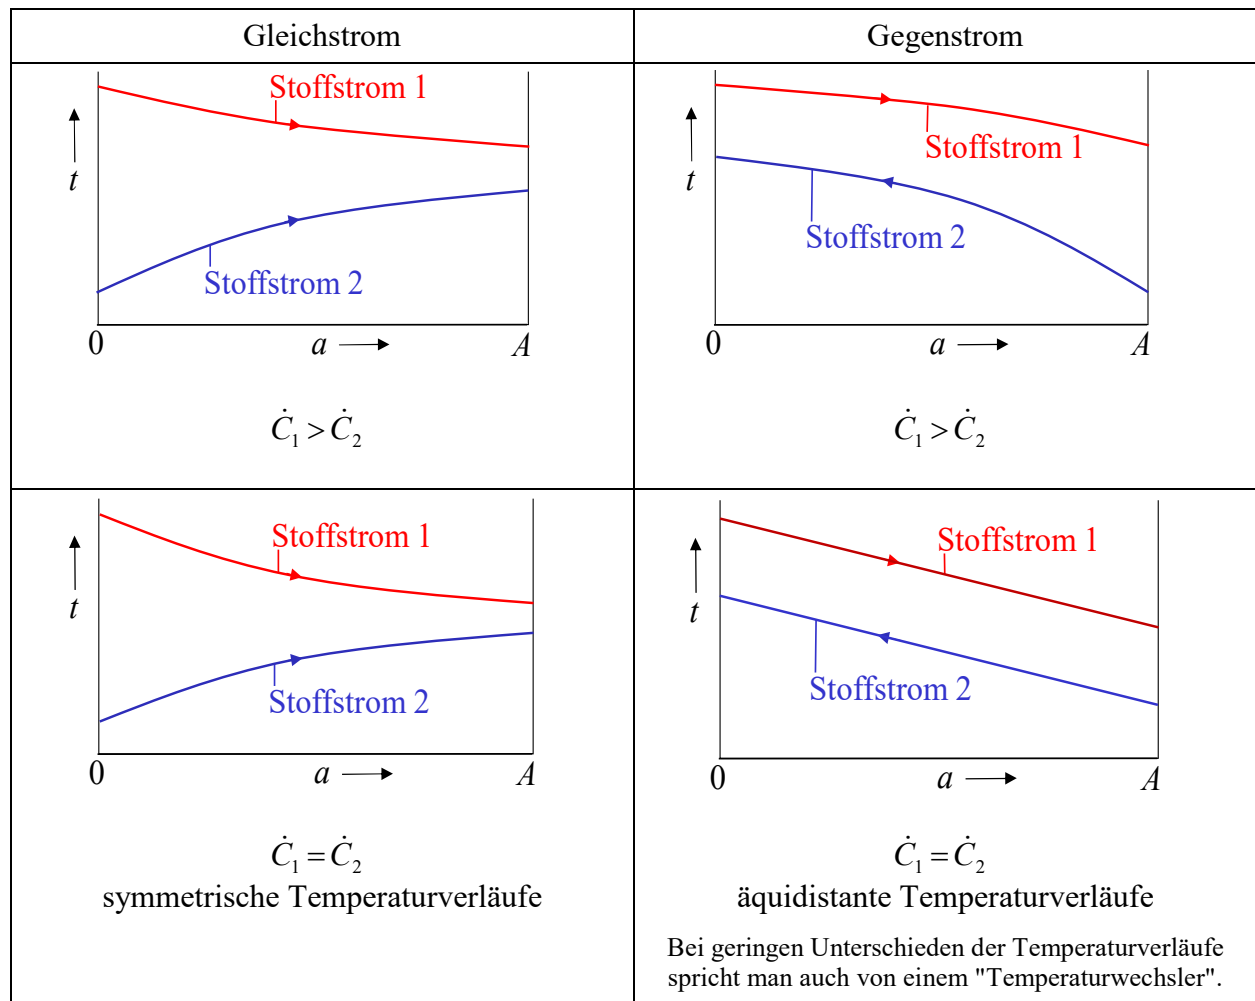 Gleichstrom
Gegenstrom
Stoffstrom 1
t
Stoffstrom 2
0
a
A
Ċ₁ > Ċ₂
Stoffstrom 1
t
Stoffstrom 2
0
a
A
Ċ₁ > Ċ₂
Stoffstrom 1
t
Stoffstrom 2
0
a
A
Ċ₁ = Ċ₂
symmetrische Temperaturverläufe
Stoffstrom 1
t
Stoffstrom 2
0
a
A
Ċ₁ = Ċ₂
äquidistante Temperaturverläufe
Bei geringen Unterschieden der Temperaturverläufe
spricht man auch von einem "Temperaturwechsler".